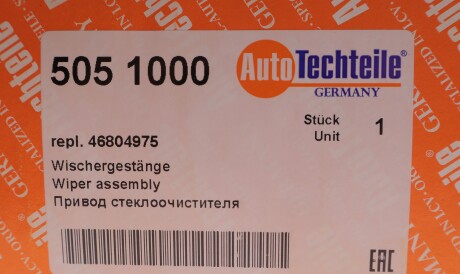 505 1000
AutoTechteile®
GERMANY
Stück
Unit 1
repl. 46804975
Wischergestänge
Wiper assembly
Привод стеклоочистителя
EAC